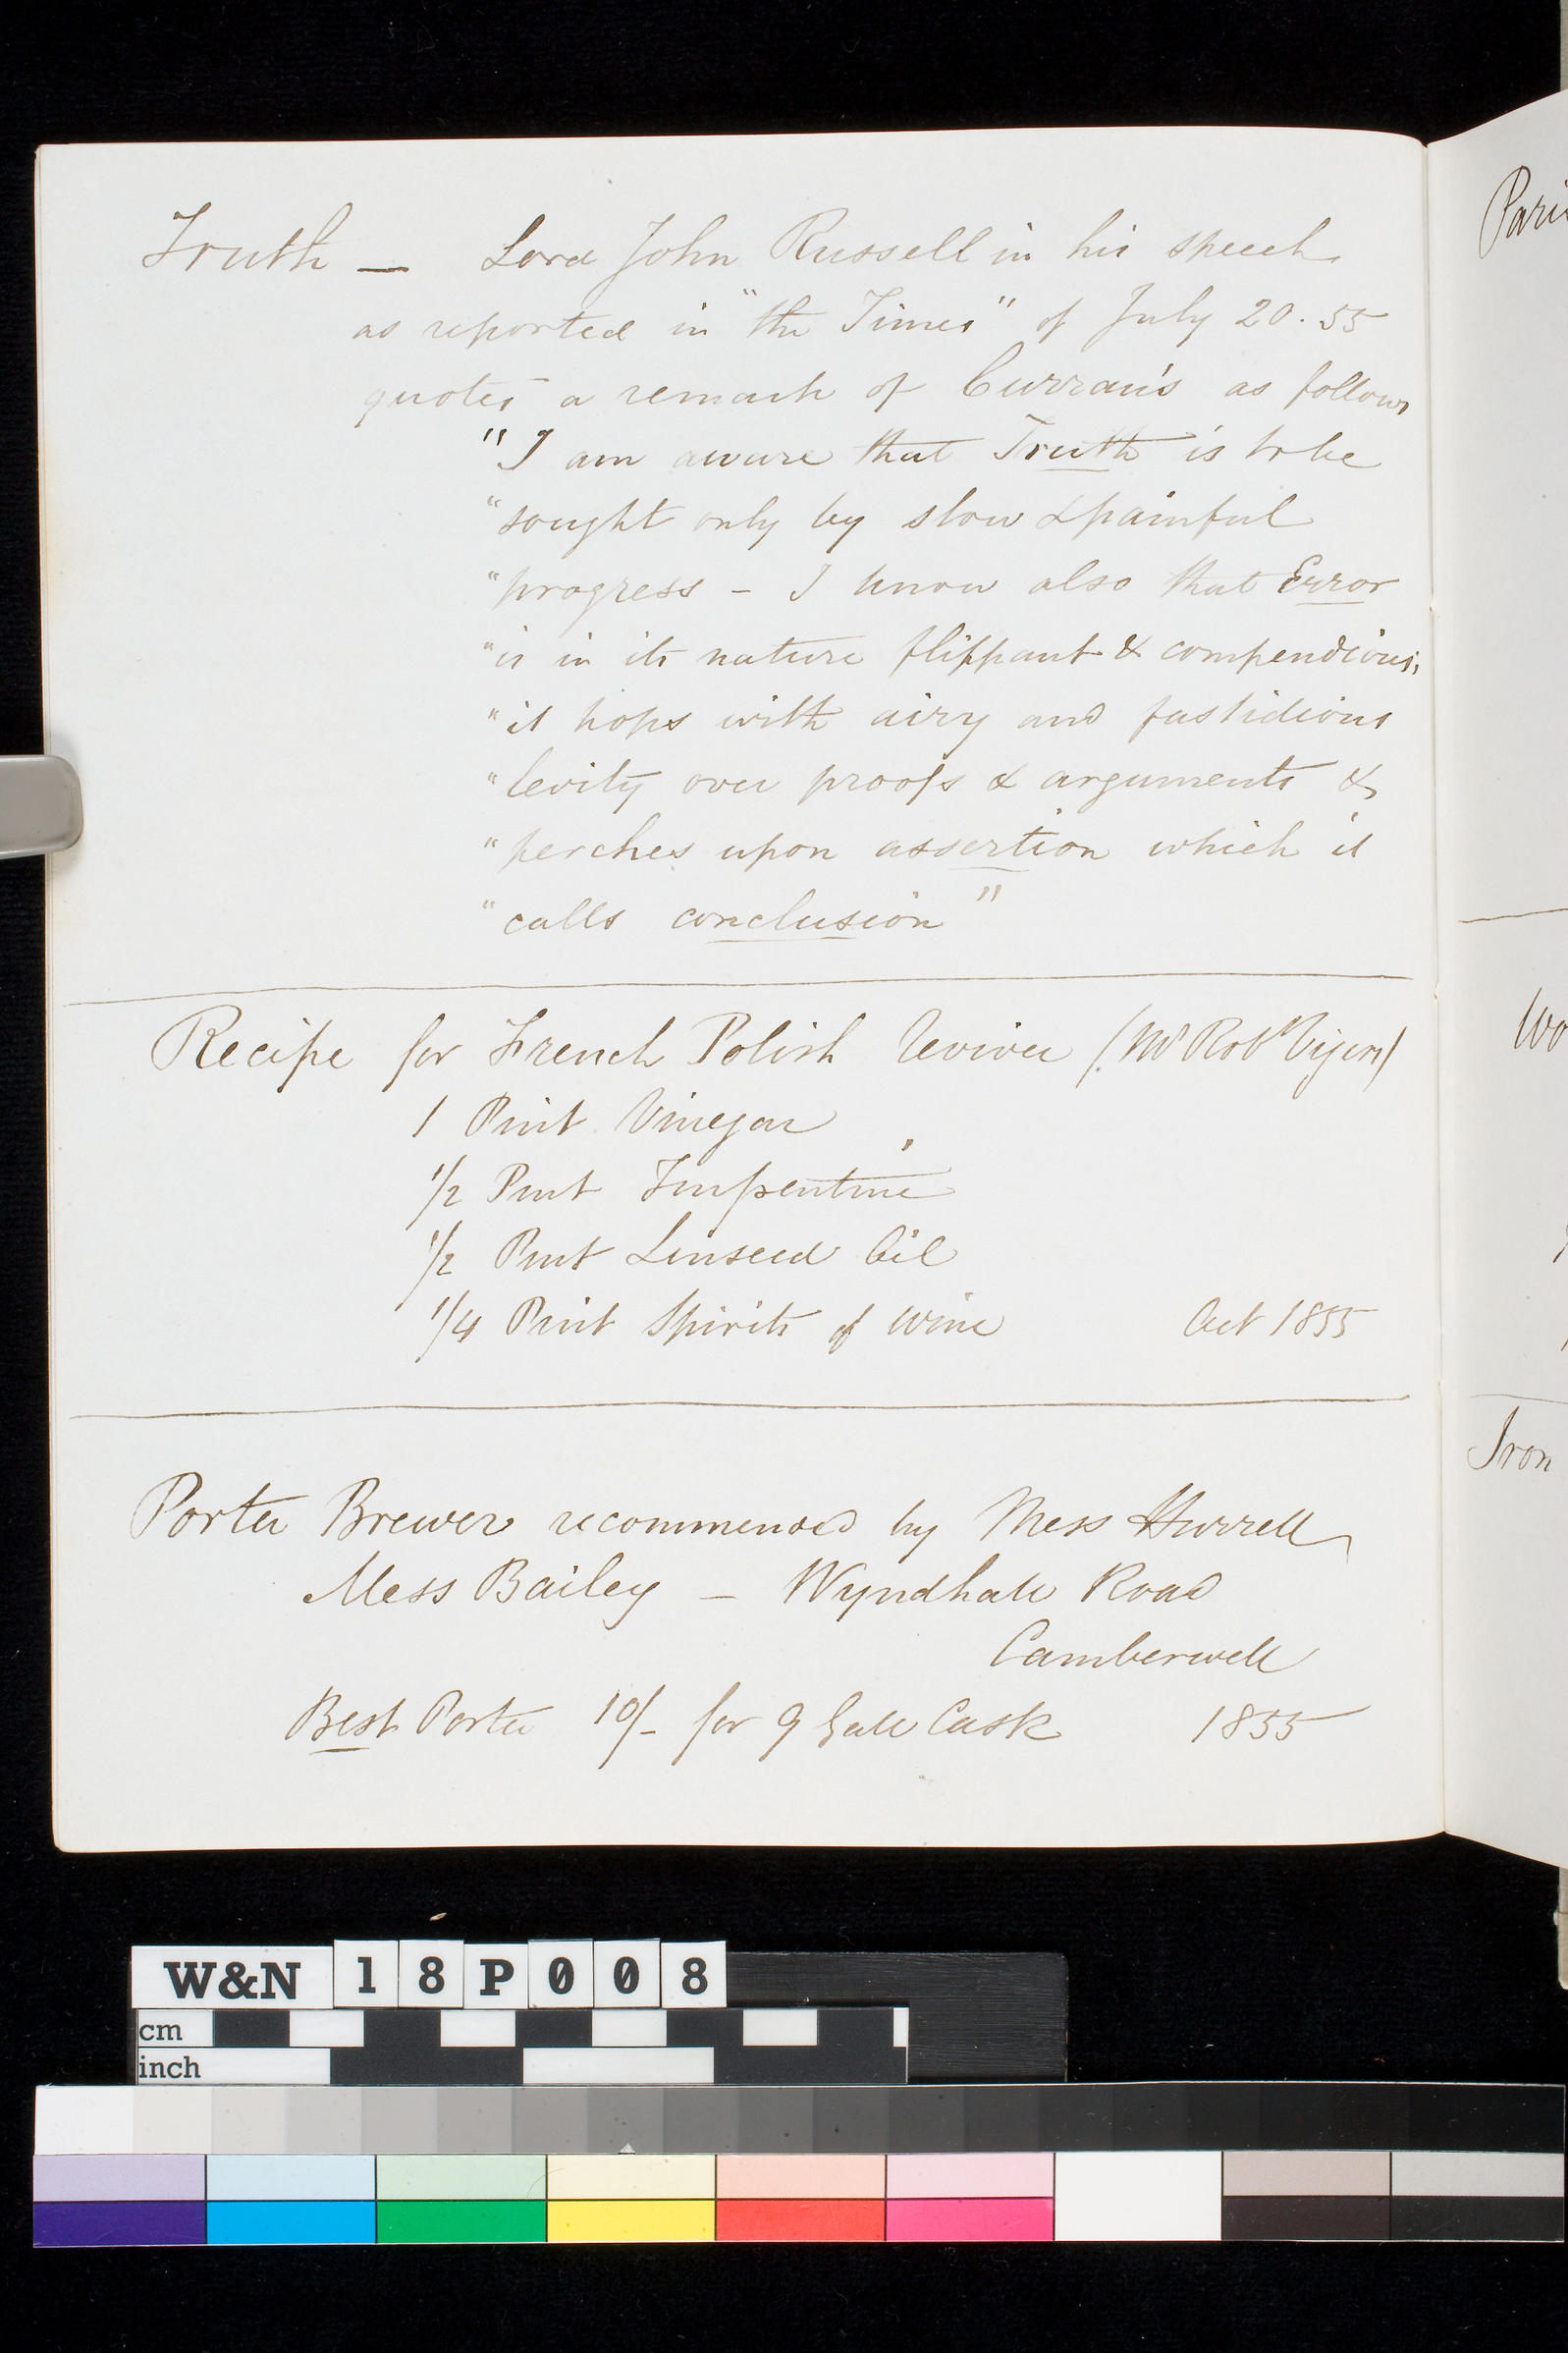 Truth — Lord John Russell in his speech
as reported in "the Times" of July 20. 55
quotes a remark of Curran's as follows
"I am aware that Truth is to be
"sought only by slow & painful
"progress - I know also that Error
"is in its nature flippant & compendious,
"it hops with airy and fastidious
"levity over proofs & arguments &
"perches upon assertion which it
"calls conclusion"
Recipe for French Polish Reviver (Mr Robt Vigers)
1 Pint Vinegar
1/2 Pint Turpentine
1/2 Pint Linseed Oil
1/4 Pint Spirits of Wine Oct 1855
Porter Brewer recommended by Mess Hurrell
Mess Bailey - Wyndhall Road
Camberwell
Best Porter 10/- for 9 Gall Cask 1855
Pari
Wo
Iron
W&N 18P008
cm
inch